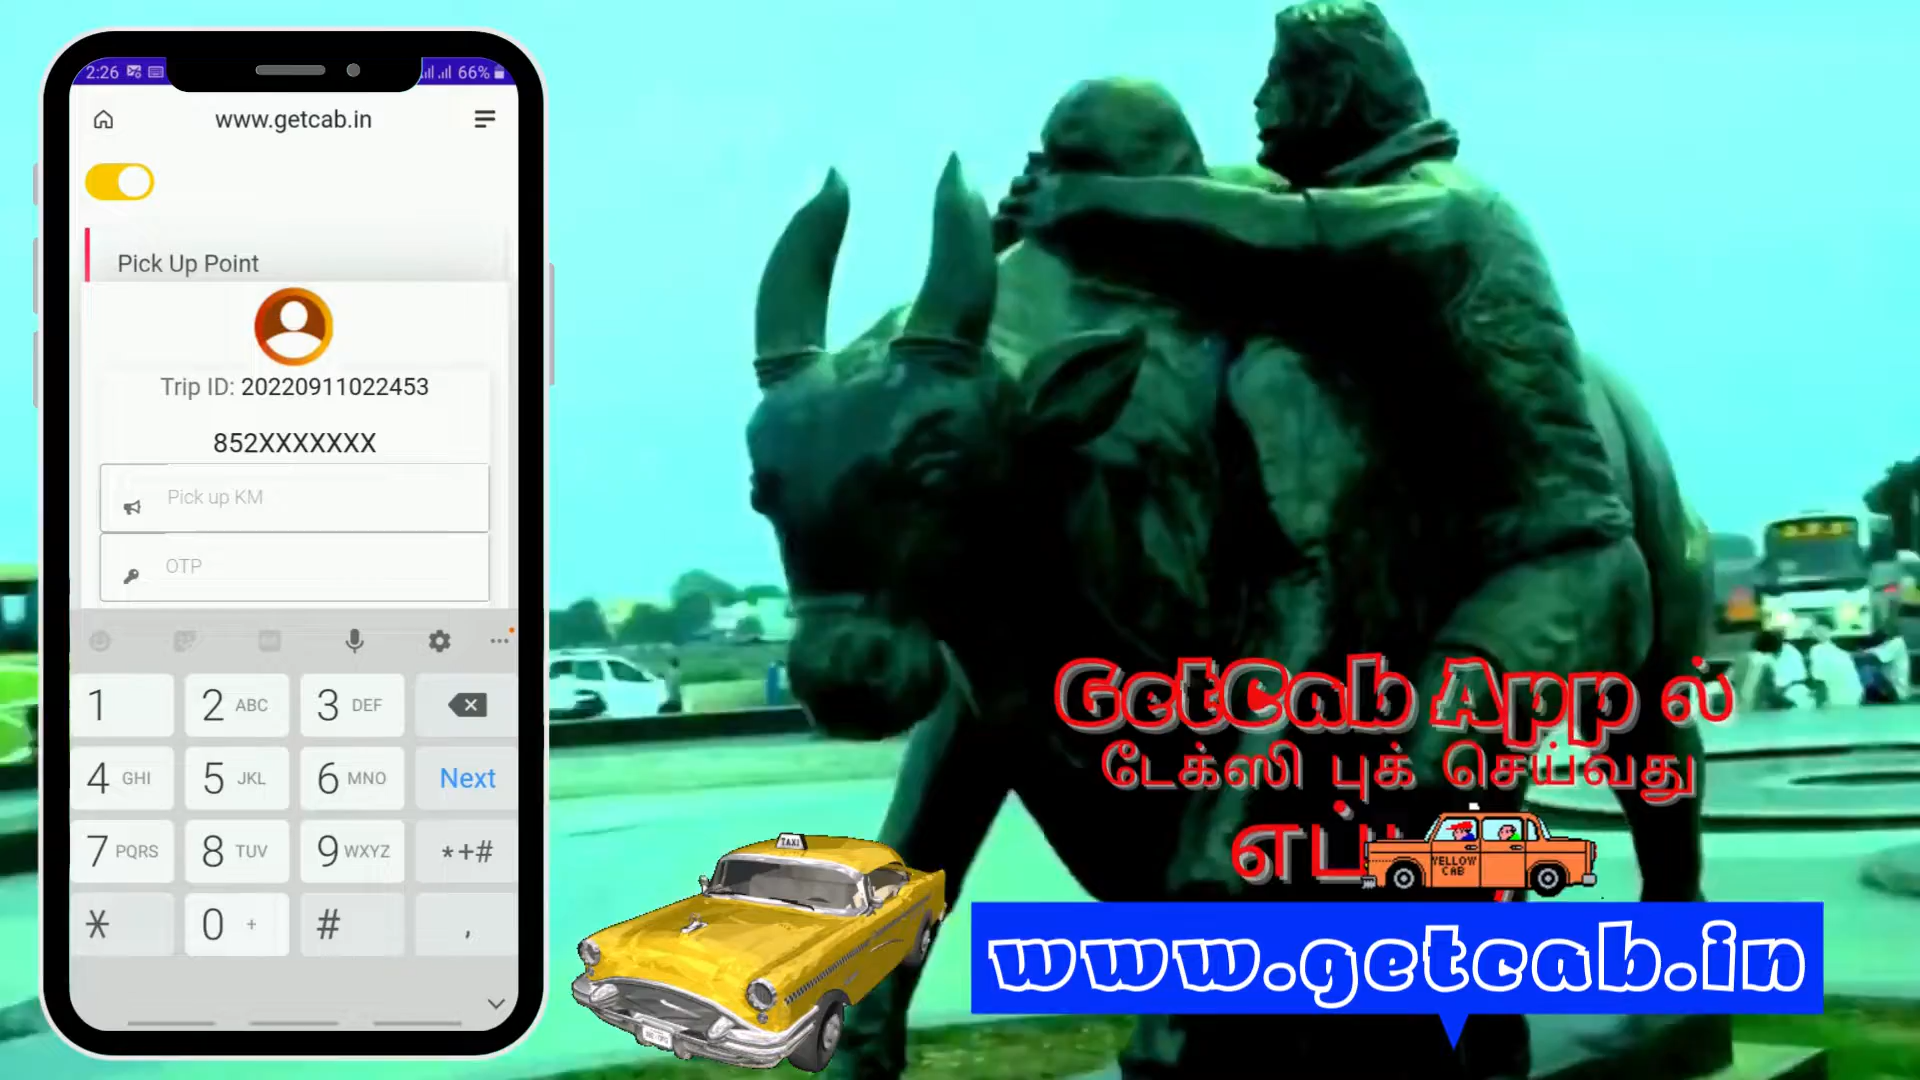 2:26
66%
www.getcab.in
Pick Up Point
Trip ID: 20220911022453
852XXXXXXX
Pick up KM
OTP
1
2 ABC
3 DEF
4 GHI
5 JKL
6 MNO
Next
7 PQRS
8 TUV
9 WXYZ
*+#
*
0 +
#
,
GetCab App ல்
டேக்ஸி புக் செய்வது
TAXI
YELLOW
CAB
www.getcab.in